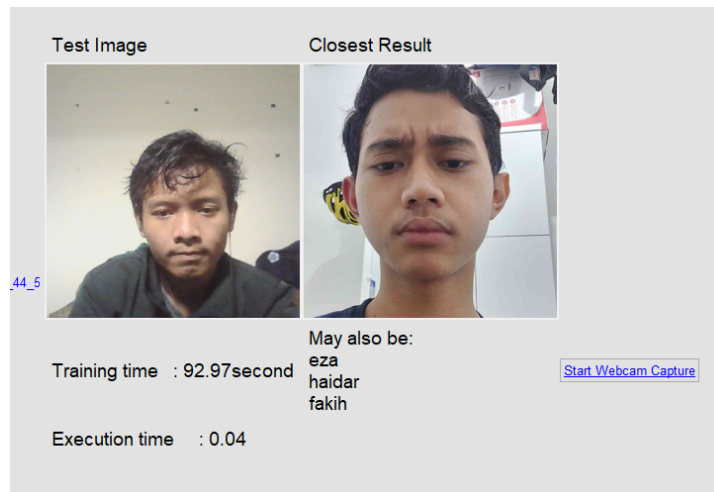 Test Image
Closest Result
_44_5
May also be:
eza
haidar
fakih
Training time : 92.97second
Start Webcam Capture
Execution time : 0.04